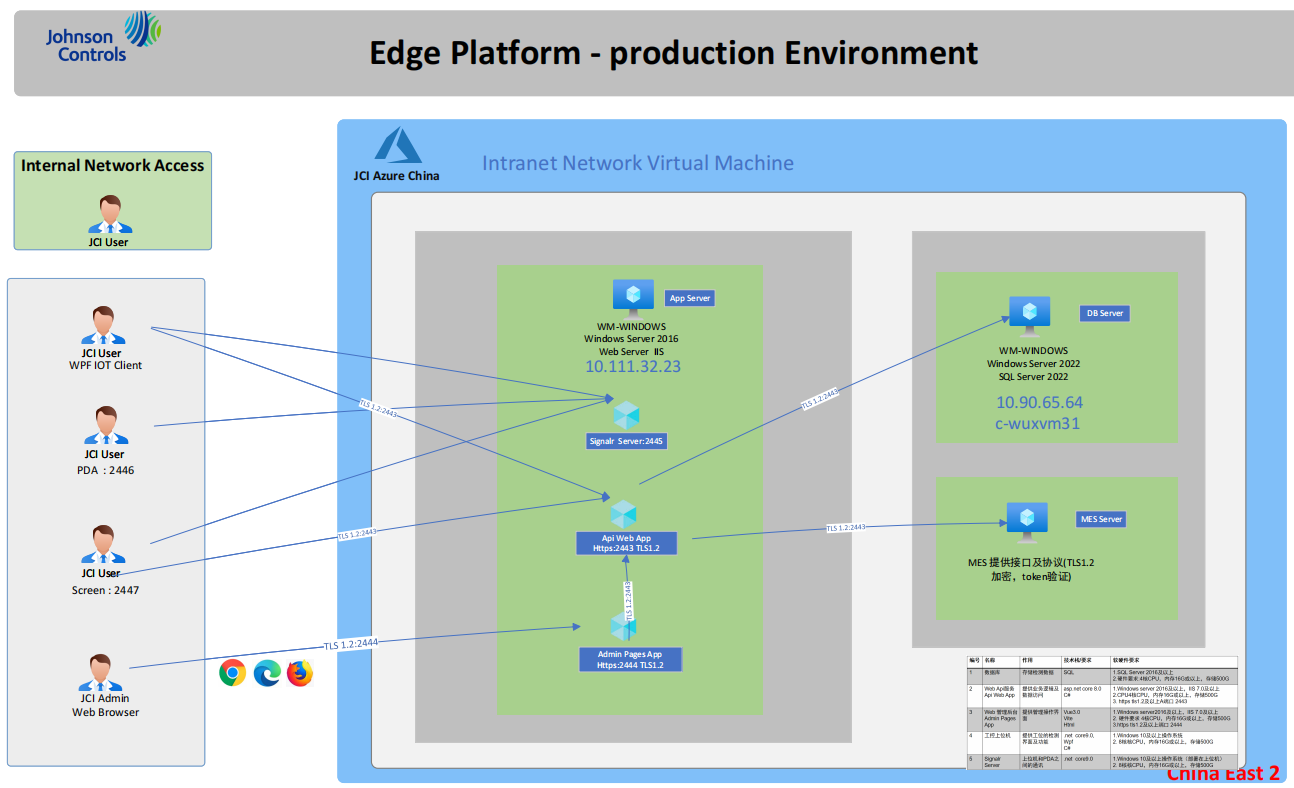 Johnson
Controls
Edge Platform - production Environment
Internal Network Access
JCI User
JCI Azure China
Intranet Network Virtual Machine
JCI User
WPF IOT Client
JCI User
PDA : 2446
JCI User
Screen : 2447
JCI Admin
Web Browser
TLS 1.2:2443
TLS 1.2:2443
TLS 1.2:2444
App Server
WM-WINDOWS
Windows Server 2016
Web Server IIS
10.111.32.23
Signalr Server:2445
Api Web App
Https:2443 TLS1.2
TLS 1.2:2443
Admin Pages App
Https:2444 TLS1.2
TLS 1.2:2443
TLS 1.2:2443
DB Server
WM-WINDOWS
Windows Server 2022
SQL Server 2022
10.90.65.64
c-wuxvm31
MES Server
MES 提供接口及协议(TLS1.2
加密，token验证)
编号 名称 作用 技术栈/要求 软硬件要求
1 数据库 存储检测数据 SQL 1.SQL Server 2016及以上
2.硬件要求 4核CPU，内存16G或以上，存储500G
2 Web Api服务 提供业务逻辑及 asp.net core 8.0 1.Windows server 2016及以上，IIS 7.0及以上
Api Web App 数据访问 C# 2.CPU4核CPU，内存16G或以上，存储500G
3. https tls1.2及以上A端口 2443
3 Web 管理后台 提供管理操作界 Vue3.0 1.Windows server2016及以上，IIS 7.0及以上
Admin Pages 面 Vite 2. 硬件要求 4核CPU，内存16G或以上，存储500G
App Html 3.https tls1.2及以上端口 2444
4 工控上位机 提供工位的检测 .net core9.0, 1.Windows 10及以上操作系统
界面及功能 Wpf 2. 8核核CPU，内存16G或以上，存储500G
C#
5 Signalr 上位机和PDA之 .net core9.0 1.Windows 10及以上操作系统（部署在上位机）
Server 间的通讯 2. 8核核CPU，内存16G或以上，存储500G
China East 2